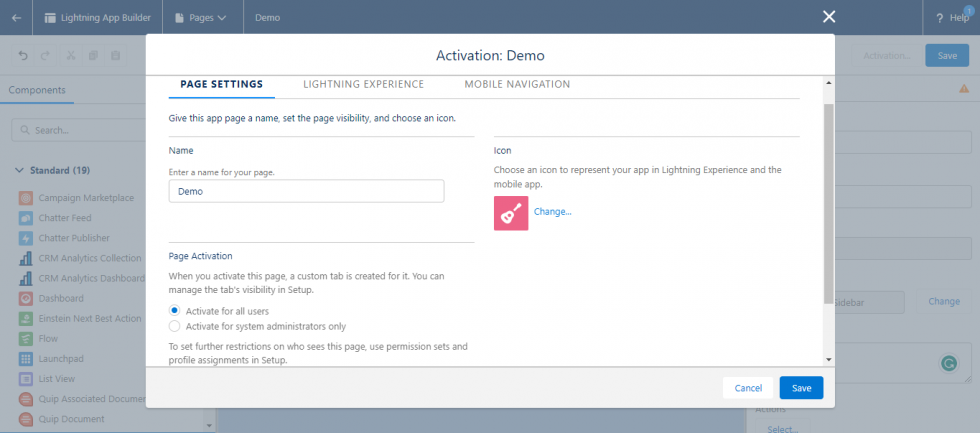 Lightning App Builder
Pages
Demo
? Help
1
Activation...
Save
Components
Search...
Standard (19)
Campaign Marketplace
Chatter Feed
Chatter Publisher
CRM Analytics Collection
CRM Analytics Dashboard
Dashboard
Einstein Next Best Action
Flow
Launchpad
List View
Quip Associated Documen
Quip Document
Activation: Demo
PAGE SETTINGS
LIGHTNING EXPERIENCE
MOBILE NAVIGATION
Give this app page a name, set the page visibility, and choose an icon.
Name
Enter a name for your page.
Demo
Icon
Choose an icon to represent your app in Lightning Experience and the
mobile app.
Change...
Page Activation
When you activate this page, a custom tab is created for it. You can
manage the tab's visibility in Setup.
Activate for all users
Activate for system administrators only
To set further restrictions on who sees this page, use permission sets and
profile assignments in Setup.
Cancel
Save
Sidebar
Change
Actions
Select...